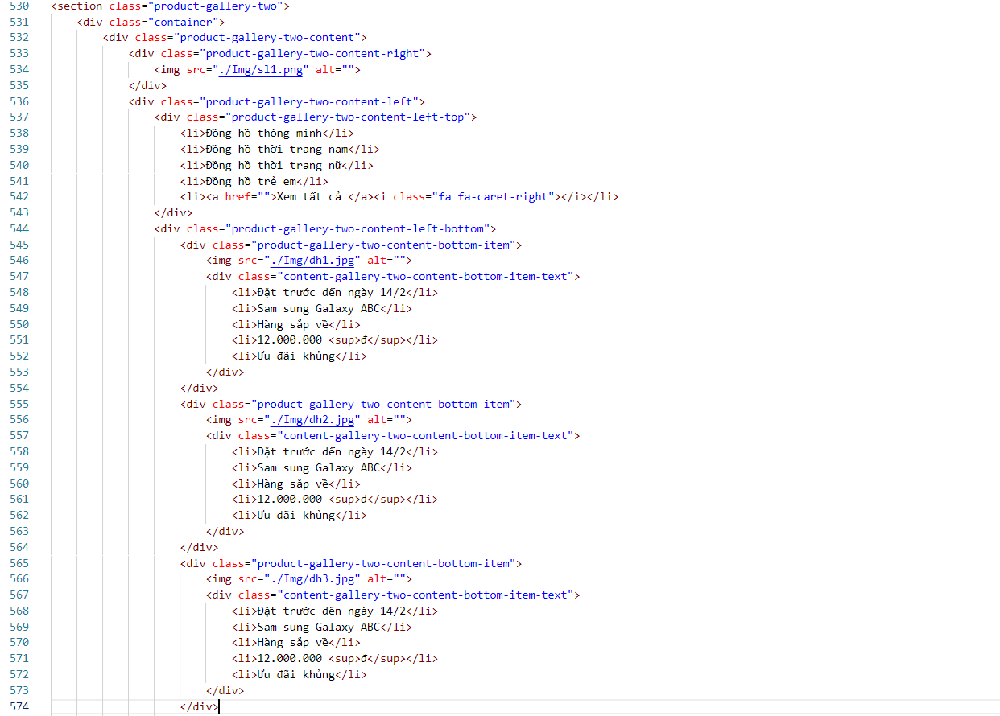 530 <section class="product-gallery-two">
531 <div class="container">
532 <div class="product-gallery-two-content">
533 <div class="product-gallery-two-content-right">
534 <img src="./Img/sl1.png" alt="">
535 </div>
536 <div class="product-gallery-two-content-left">
537 <div class="product-gallery-two-content-left-top">
538 <li>Đồng hồ thông minh</li>
539 <li>Đồng hồ thời trang nam</li>
540 <li>Đồng hồ thời trang nữ</li>
541 <li>Đồng hồ trẻ em</li>
542 <li><a href="">Xem tất cả </a><i class="fa fa-caret-right"></i></li>
543 </div>
544 <div class="product-gallery-two-content-left-bottom">
545 <div class="product-gallery-two-content-bottom-item">
546 <img src="./Img/dh1.jpg" alt="">
547 <div class="content-gallery-two-content-bottom-item-text">
548 <li>Đặt trước dến ngày 14/2</li>
549 <li>Sam sung Galaxy ABC</li>
550 <li>Hàng sắp về</li>
551 <li>12.000.000 <sup>đ</sup></li>
552 <li>Ưu đãi khủng</li>
553 </div>
554 </div>
555 <div class="product-gallery-two-content-bottom-item">
556 <img src="./Img/dh2.jpg" alt="">
557 <div class="content-gallery-two-content-bottom-item-text">
558 <li>Đặt trước dến ngày 14/2</li>
559 <li>Sam sung Galaxy ABC</li>
560 <li>Hàng sắp về</li>
561 <li>12.000.000 <sup>đ</sup></li>
562 <li>Ưu đãi khủng</li>
563 </div>
564 </div>
565 <div class="product-gallery-two-content-bottom-item">
566 <img src="./Img/dh3.jpg" alt="">
567 <div class="content-gallery-two-content-bottom-item-text">
568 <li>Đặt trước dến ngày 14/2</li>
569 <li>Sam sung Galaxy ABC</li>
570 <li>Hàng sắp về</li>
571 <li>12.000.000 <sup>đ</sup></li>
572 <li>Ưu đãi khủng</li>
573 </div>
574 </div>